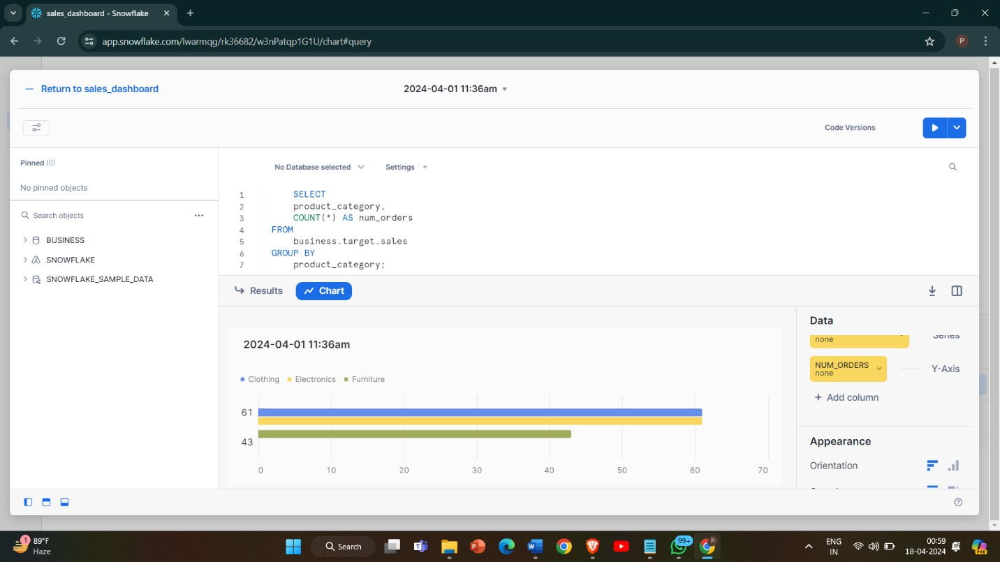 sales_dashboard - Snowflake
app.snowflake.com/lwarmqg/rk36682/w3nPatqp1G1U/chart#query
P
Return to sales_dashboard
2024-04-01 11:36am
Code Versions
Pinned (0)
No pinned objects
Search objects
BUSINESS
SNOWFLAKE
SNOWFLAKE_SAMPLE_DATA
No Database selected
Settings
1 SELECT
2 product_category,
3 COUNT(*) AS num_orders
4 FROM
5 business.target.sales
6 GROUP BY
7 product_category;
Results
Chart
2024-04-01 11:36am
Clothing Electronics Furniture
61
43
0 10 20 30 40 50 60 70
Data
none
Series
NUM_ORDERS
none
Y-Axis
+ Add column
Appearance
Orientation
1
89°F
Haze
Search
99+
P
ENG
IN
00:59
18-04-2024
PRE